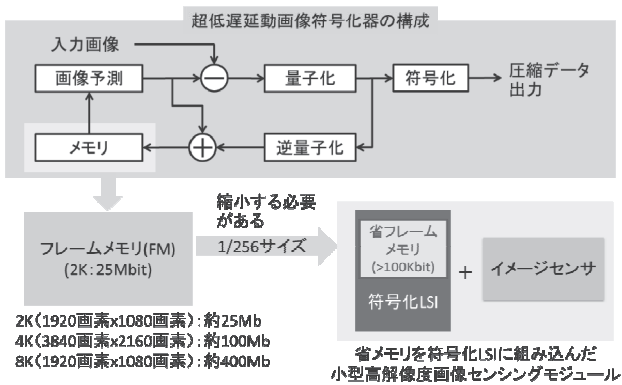 超低遅延動画像符号化器の構成
入力画像
画像予測
量子化
符号化
圧縮データ
出力
メモリ
逆量子化
フレームメモリ(FM)
(2K:25Mbit)
縮小する必要
がある
1/256サイズ
省フレーム
メモリ
(>100Kbit)
符号化LSI
+
イメージセンサ
2K(1920画素x1080画素):約25Mb
4K(3840画素x2160画素):約100Mb
8K(1920画素x1080画素):約400Mb
省メモリを符号化LSIに組み込んだ
小型高解像度画像センシングモジュール